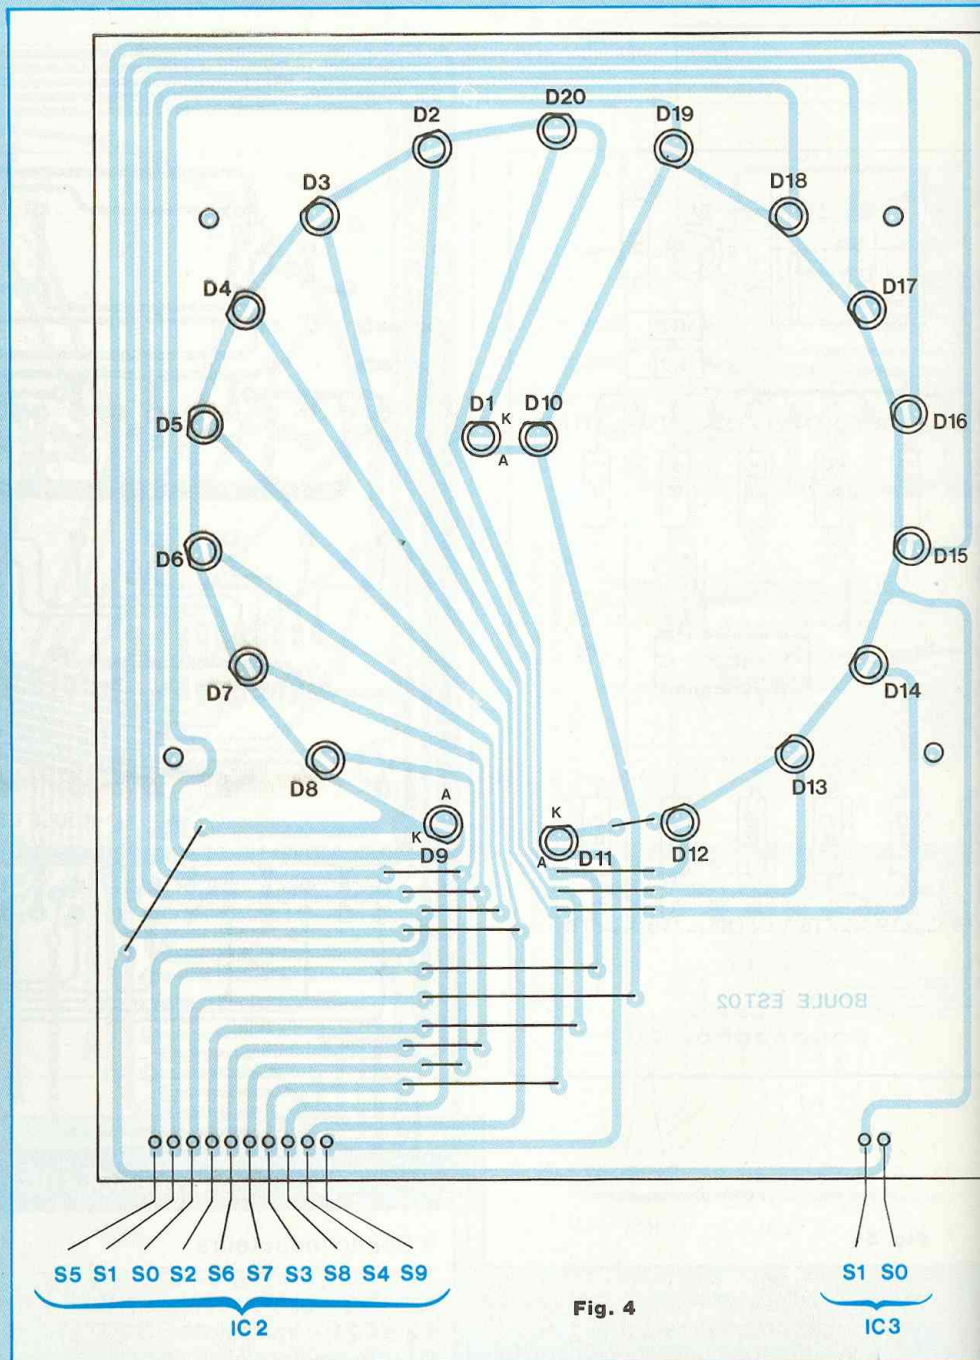 D20
D2
D19
D3
D18
D4
D17
D1 K D10
A
D5
D16
D6
D15
D7
D14
D8
D13
A
K
D9
K
A
D11
D12
BOULE EST02
S5 S1 S0 S2 S6 S7 S3 S8 S4 S9
IC2
S1 S0
IC3
Fig. 4